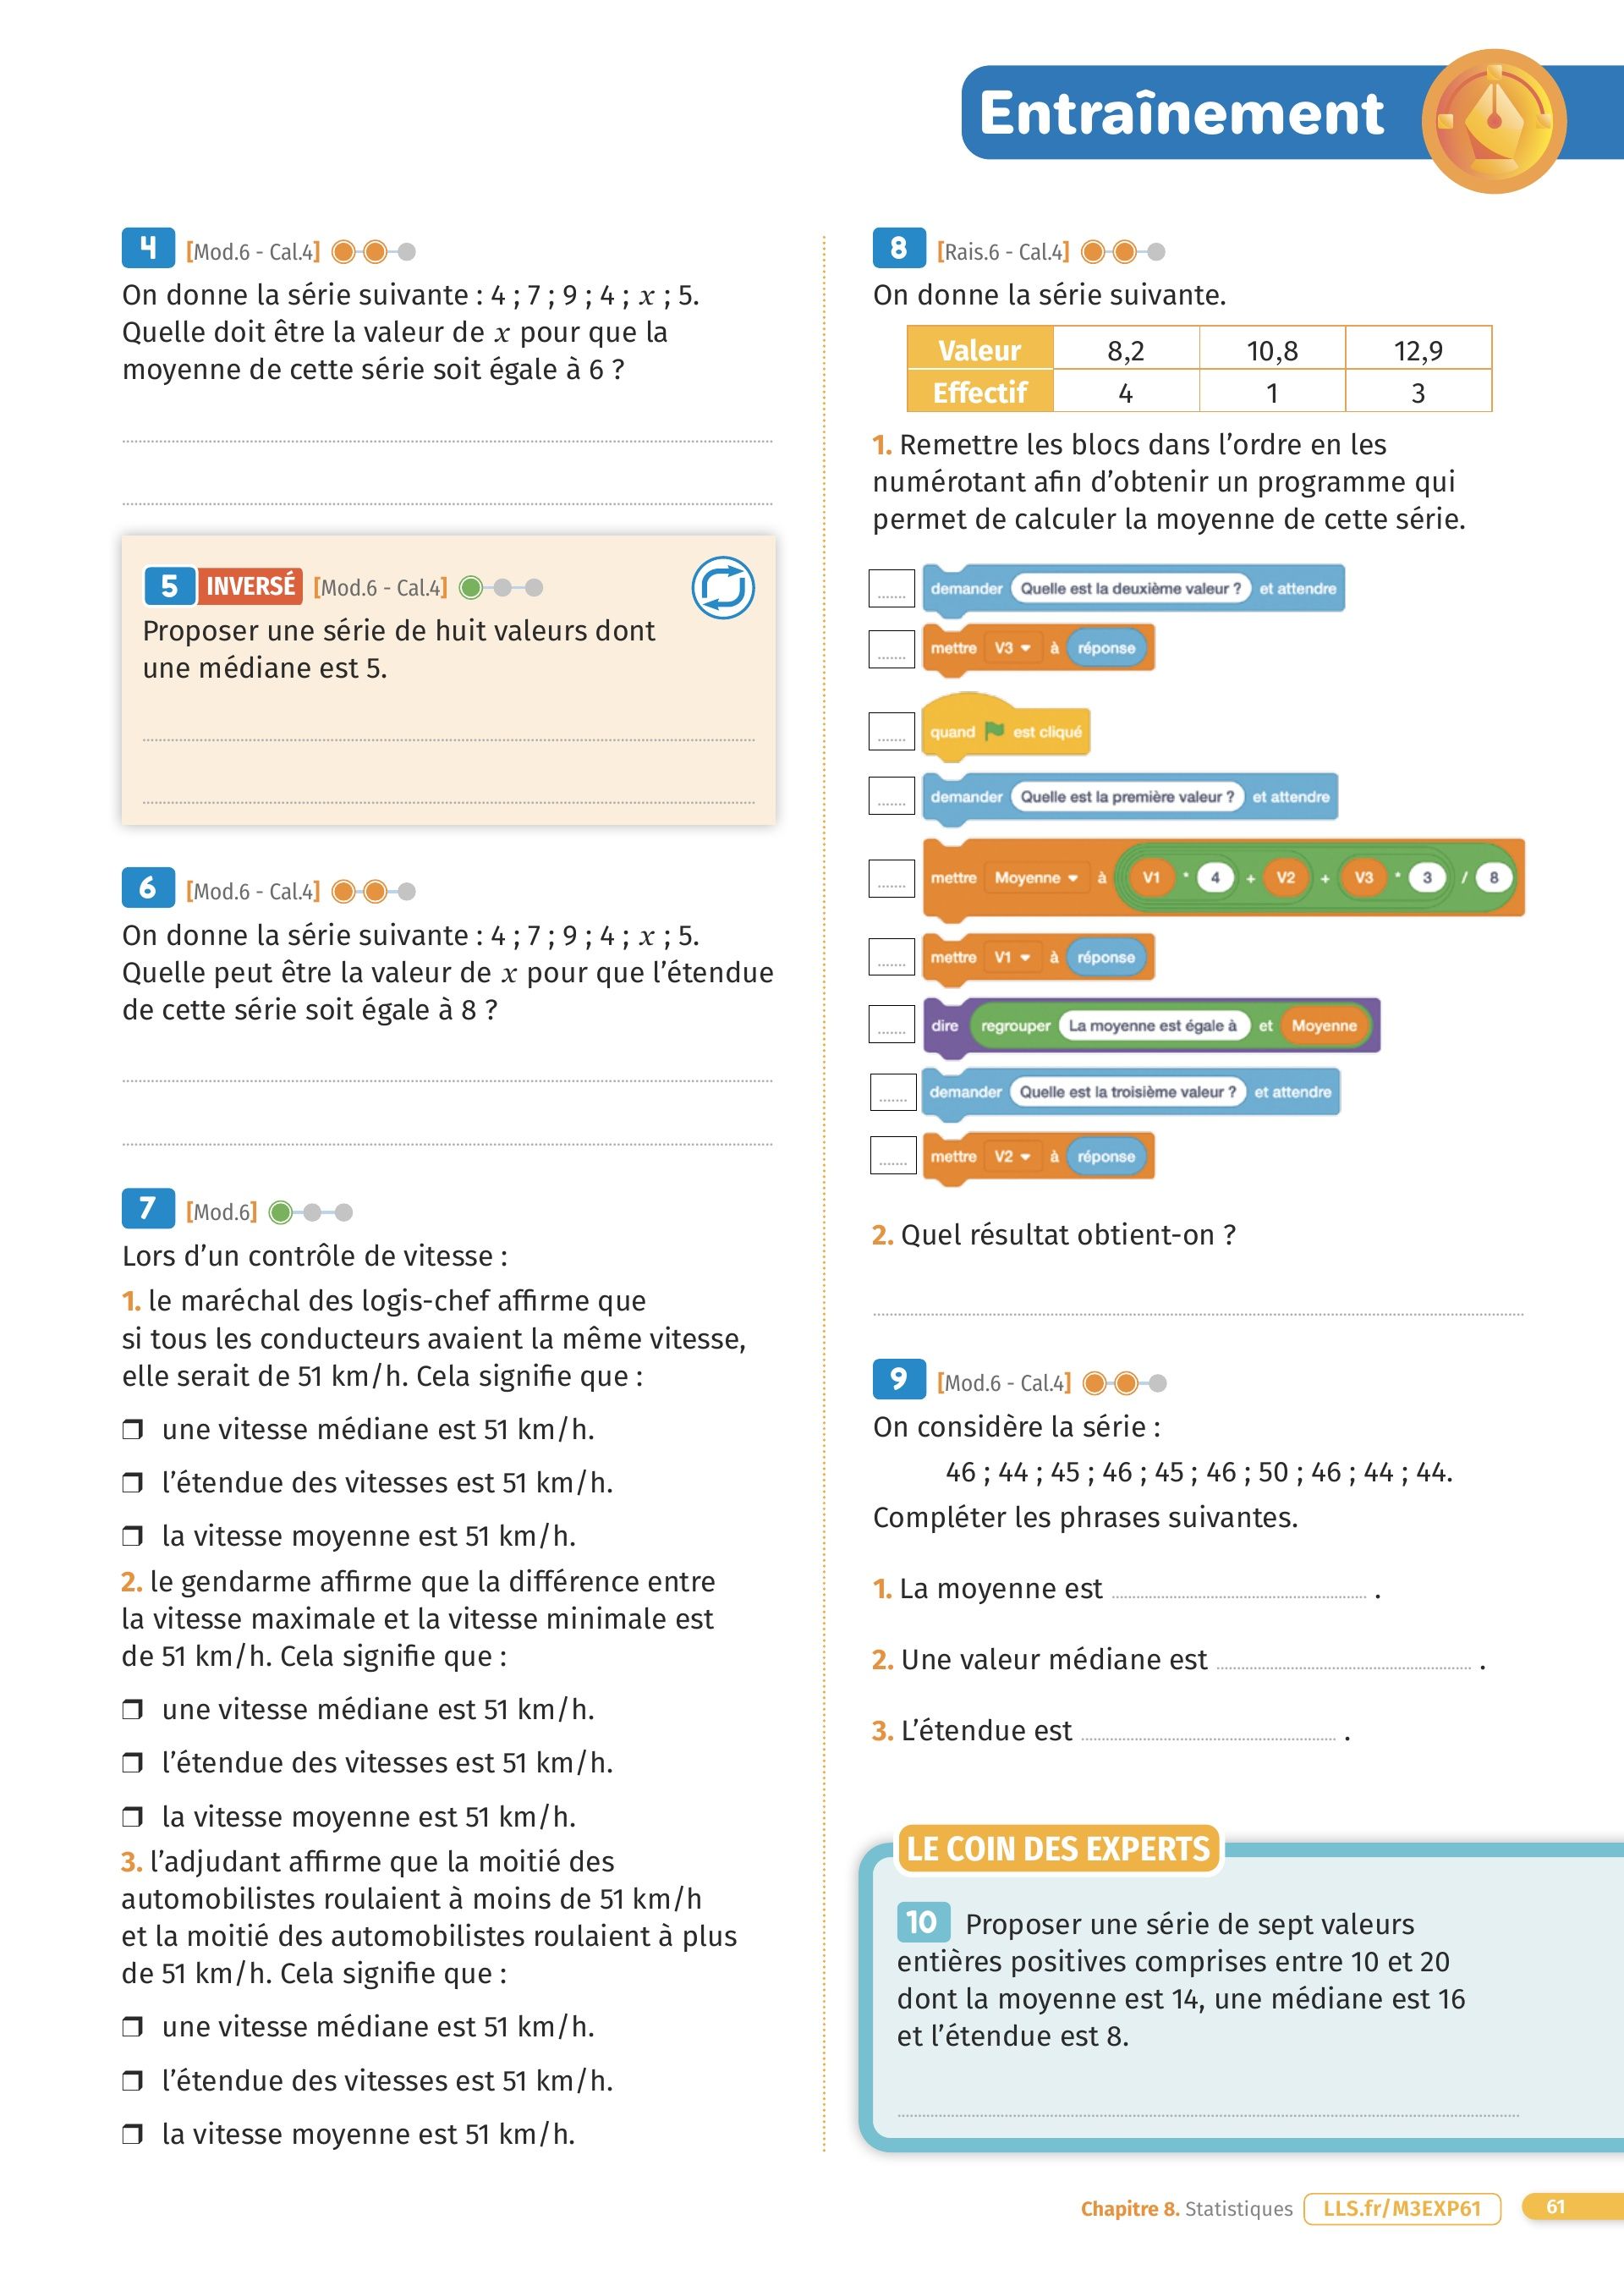 Entraînement
4 [Mod.6 - Cal.4]
On donne la série suivante : 4 ; 7 ; 9 ; 4 ; x ; 5.
Quelle doit être la valeur de x pour que la
moyenne de cette série soit égale à 6 ?
5 INVERSÉ [Mod.6 - Cal.4]
Proposer une série de huit valeurs dont
une médiane est 5.
6 [Mod.6 - Cal.4]
On donne la série suivante : 4 ; 7 ; 9 ; 4 ; x ; 5.
Quelle peut être la valeur de x pour que l’étendue
de cette série soit égale à 8 ?
7 [Mod.6]
Lors d’un contrôle de vitesse :
1. le maréchal des logis-chef affirme que
si tous les conducteurs avaient la même vitesse,
elle serait de 51 km/h. Cela signifie que :
❒ une vitesse médiane est 51 km/h.
❒ l’étendue des vitesses est 51 km/h.
❒ la vitesse moyenne est 51 km/h.
2. le gendarme affirme que la différence entre
la vitesse maximale et la vitesse minimale est
de 51 km/h. Cela signifie que :
❒ une vitesse médiane est 51 km/h.
❒ l’étendue des vitesses est 51 km/h.
❒ la vitesse moyenne est 51 km/h.
3. l’adjudant affirme que la moitié des
automobilistes roulaient à moins de 51 km/h
et la moitié des automobilistes roulaient à plus
de 51 km/h. Cela signifie que :
❒ une vitesse médiane est 51 km/h.
❒ l’étendue des vitesses est 51 km/h.
❒ la vitesse moyenne est 51 km/h.
8 [Rais.6 - Cal.4]
On donne la série suivante.
Valeur 8,2 10,8 12,9
Effectif 4 1 3
1. Remettre les blocs dans l’ordre en les
numérotant afin d’obtenir un programme qui
permet de calculer la moyenne de cette série.
....... demander Quelle est la deuxième valeur ? et attendre
....... mettre V3 à réponse
....... quand est cliqué
....... demander Quelle est la première valeur ? et attendre
....... mettre Moyenne à V1 * 4 + V2 + V3 * 3 / 8
....... mettre V1 à réponse
....... dire regrouper La moyenne est égale à et Moyenne
....... demander Quelle est la troisième valeur ? et attendre
....... mettre V2 à réponse
2. Quel résultat obtient-on ?
9 [Mod.6 - Cal.4]
On considère la série :
46 ; 44 ; 45 ; 46 ; 45 ; 46 ; 50 ; 46 ; 44 ; 44.
Compléter les phrases suivantes.
1. La moyenne est .................... .
2. Une valeur médiane est .................... .
3. L’étendue est .................... .
LE COIN DES EXPERTS
10 Proposer une série de sept valeurs
entières positives comprises entre 10 et 20
dont la moyenne est 14, une médiane est 16
et l’étendue est 8.
Chapitre 8. Statistiques LLS.fr/M3EXP61 61